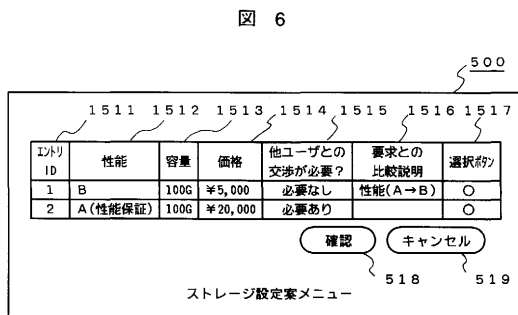 図 6
500
1511 1512 1513 1514 1515 1516 1517
エントリID 性能 容量 価格 他ユーザとの交渉が必要? 要求との比較説明 選択ボタン
1 B 100G ¥5,000 必要なし 性能(A→B) ○
2 A(性能保証) 100G ¥20,000 必要あり ○
確認 キャンセル
518 519
ストレージ設定案メニュー